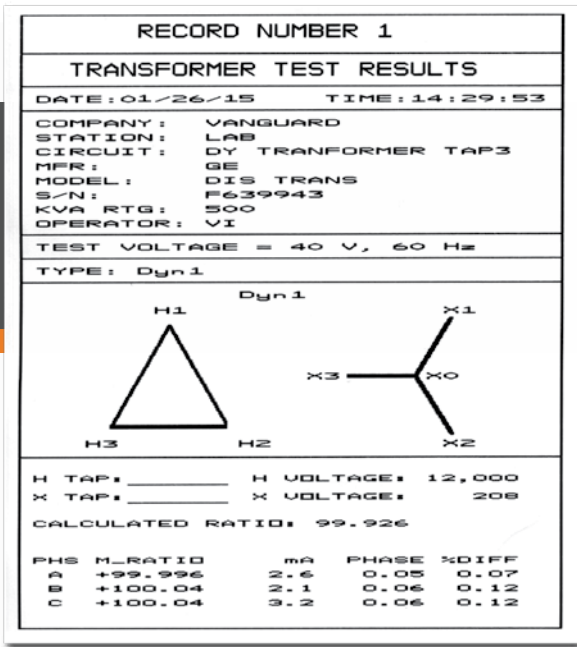 RECORD NUMBER 1
TRANSFORMER TEST RESULTS
DATE:01/26/15 TIME:14:29:53
COMPANY: VANGUARD
STATION: LAB
CIRCUIT: DY TRANFORMER TAP3
MFR: GE
MODEL: DIS TRANS
S/N: F639943
KVA RTG: 500
OPERATOR: VI
TEST VOLTAGE = 40 V, 60 Hz
TYPE: Dyn1
Dyn1
H1 X1
X3 X0
H3 H2 X2
H TAP:________ H VOLTAGE: 12,000
X TAP:________ X VOLTAGE: 208
CALCULATED RATIO: 99.926
PHS M_RATIO mA PHASE %DIFF
A +99.996 2.6 0.05 0.07
B +100.04 2.1 0.06 0.12
C +100.04 3.2 0.06 0.12